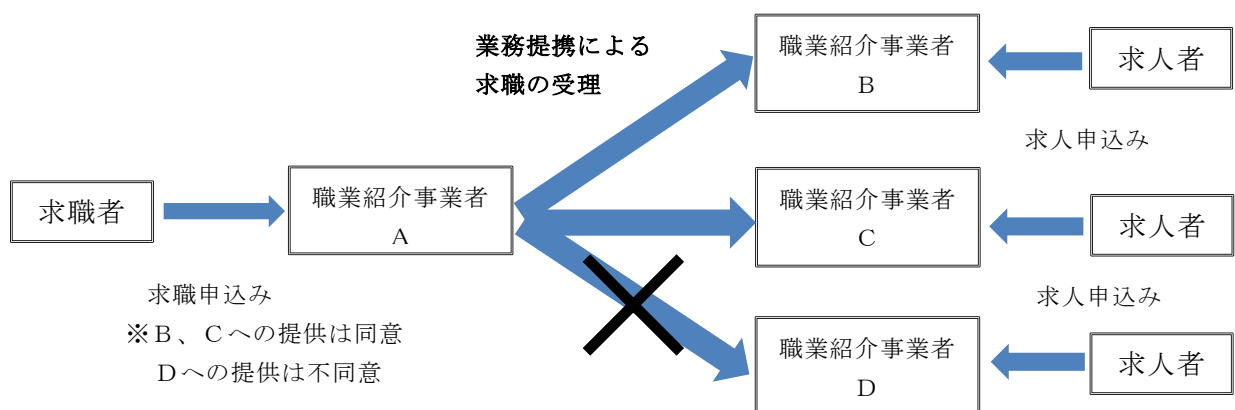 業務提携による
求職の受理
職業紹介事業者
B
求人者
求人申込み
求職者
職業紹介事業者
A
職業紹介事業者
C
求人者
求職申込み
※B、Cへの提供は同意
Dへの提供は不同意
求人申込み
職業紹介事業者
D
求人者